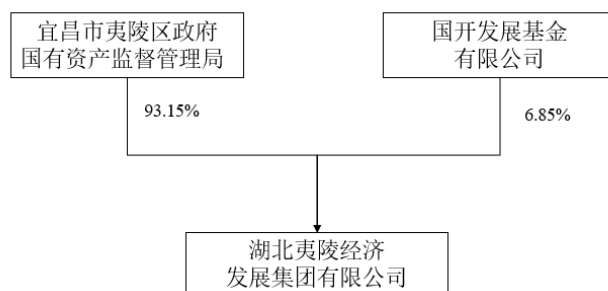 宜昌市夷陵区政府
国有资产监督管理局
国开发展基金
有限公司
93.15%
6.85%
湖北夷陵经济
发展集团有限公司